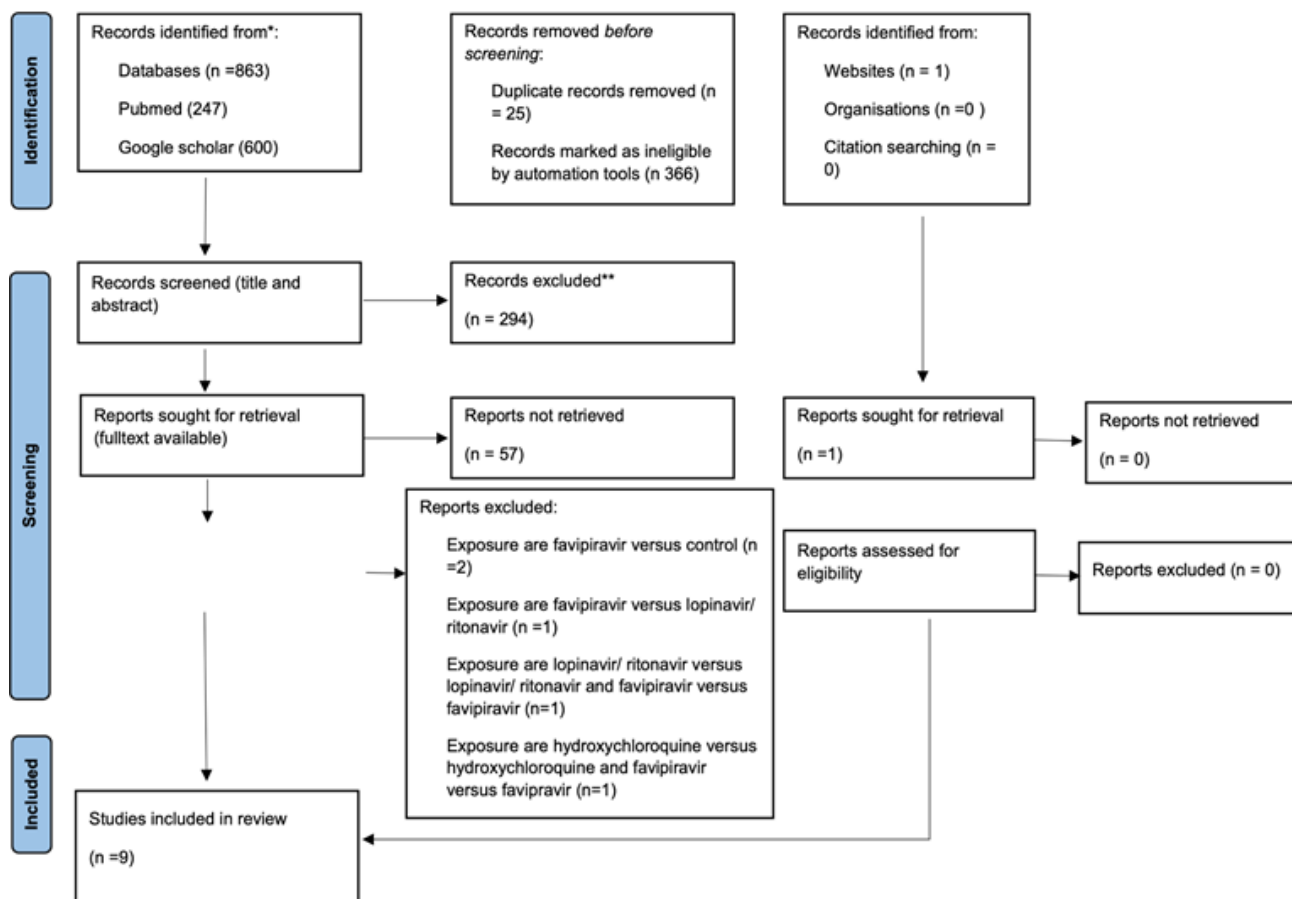 Identification
Records identified from*:
Databases (n =863)
Pubmed (247)
Google scholar (600)
Records removed before
screening:
Duplicate records removed (n
= 25)
Records marked as ineligible
by automation tools (n 366)
Records identified from:
Websites (n = 1)
Organisations (n =0 )
Citation searching (n =
0)
Screening
Records screened (title and
abstract)
Records excluded**
(n = 294)
Reports sought for retrieval
(fulltext available)
Reports not retrieved
(n = 57)
Reports sought for retrieval
(n =1)
Reports not retrieved
(n = 0)
Reports excluded:
Exposure are favipiravir versus control (n
=2)
Exposure are favipiravir versus lopinavir/
ritonavir (n =1)
Exposure are lopinavir/ ritonavir versus
lopinavir/ ritonavir and favipiravir versus
favipiravir (n=1)
Exposure are hydroxychloroquine versus
hydroxychloroquine and favipiravir
versus favipravir (n=1)
Reports assessed for
eligibility
Reports excluded (n = 0)
Included
Studies included in review
(n =9)